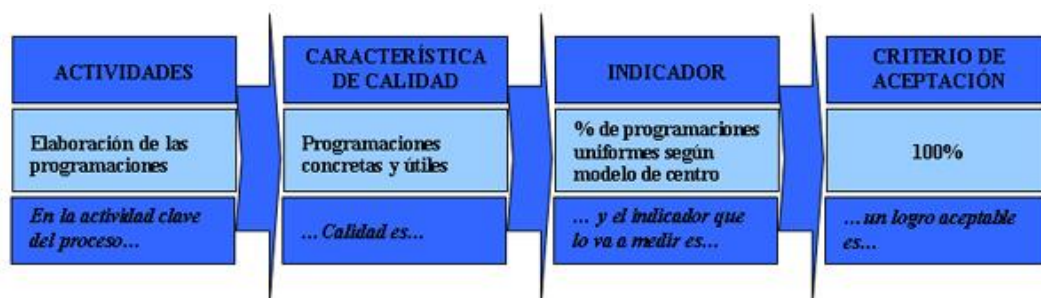 ACTIVIDADES
CARACTERÍSTICA
DE CALIDAD
INDICADOR
CRITERIO DE
ACEPTACIÓN
Elaboración de las
programaciones
Programaciones
concretas y útiles
% de programaciones
uniformes según
modelo de centro
100%
En la actividad clave
del proceso…
…Calidad es…
… y el indicador que
lo va a medir es…
…un logro aceptable
es…